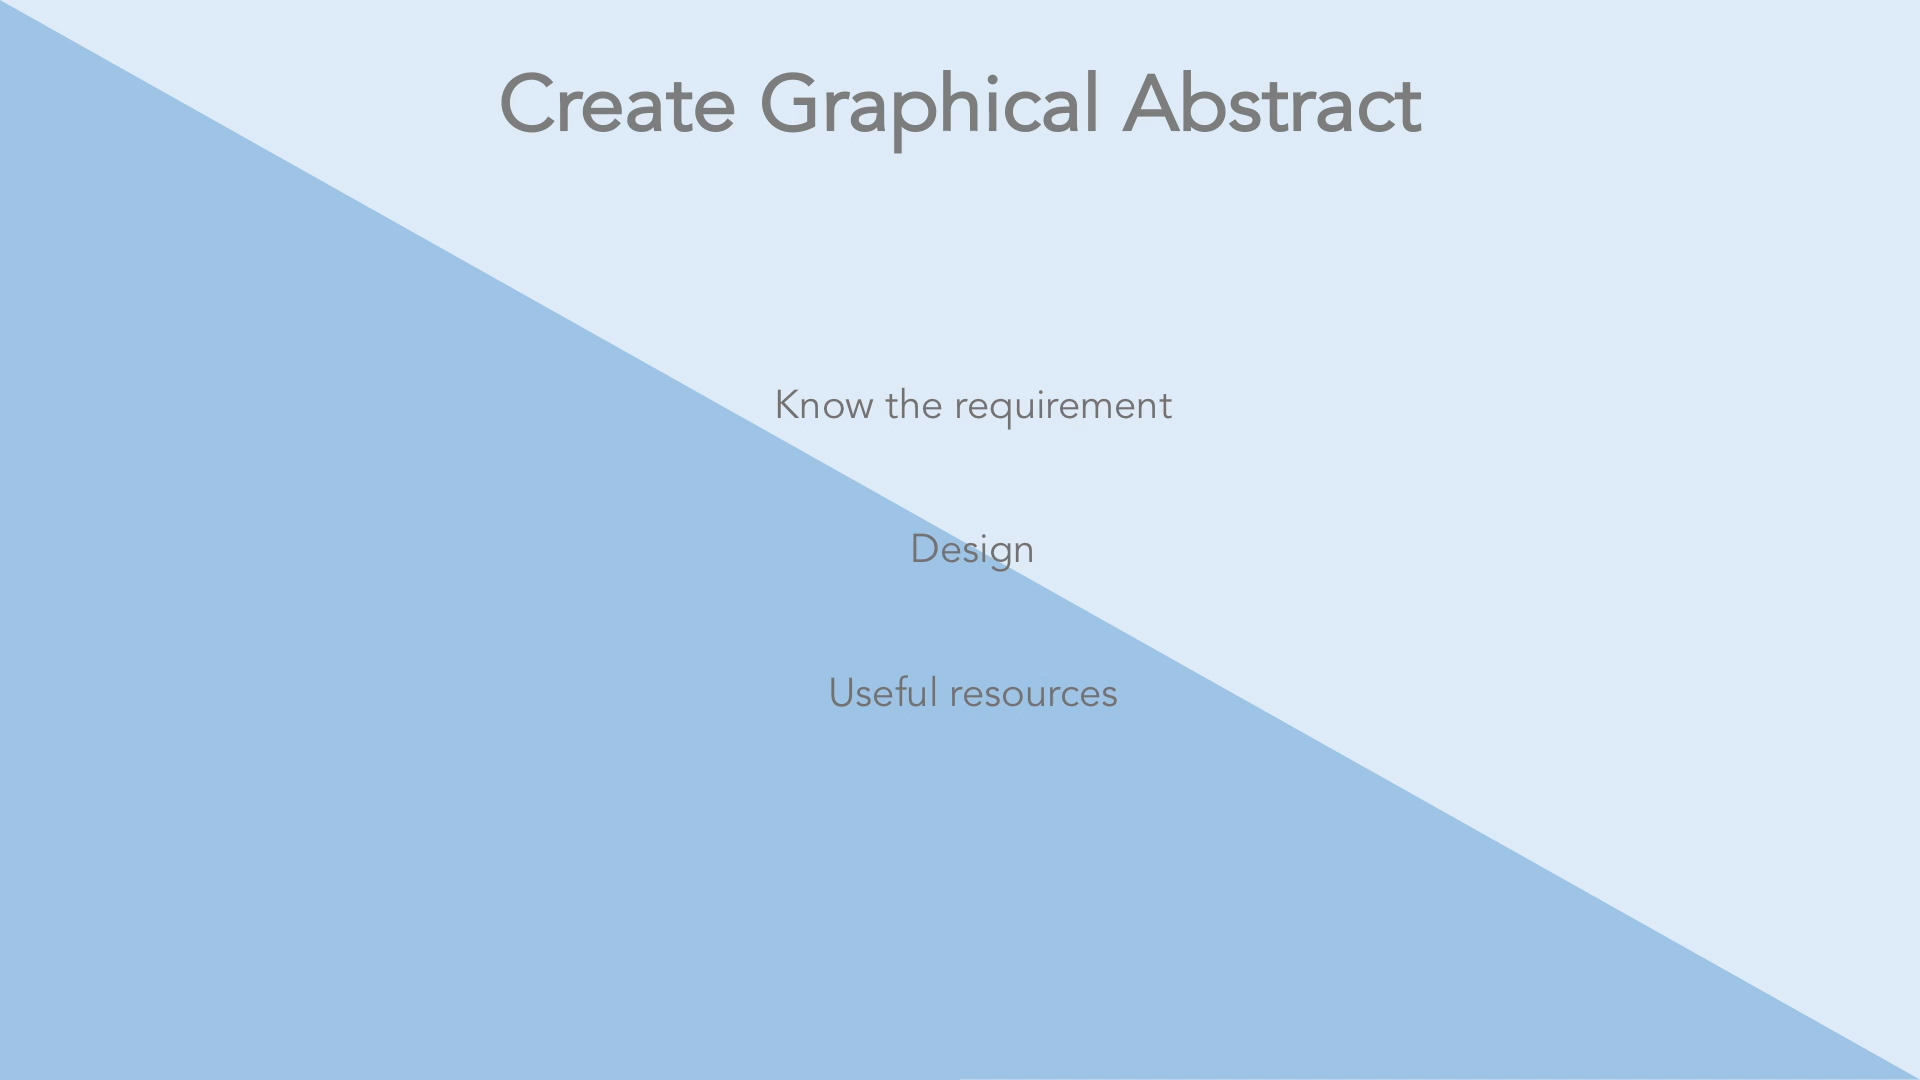 Create Graphical Abstract
Know the requirement
Design
Useful resources